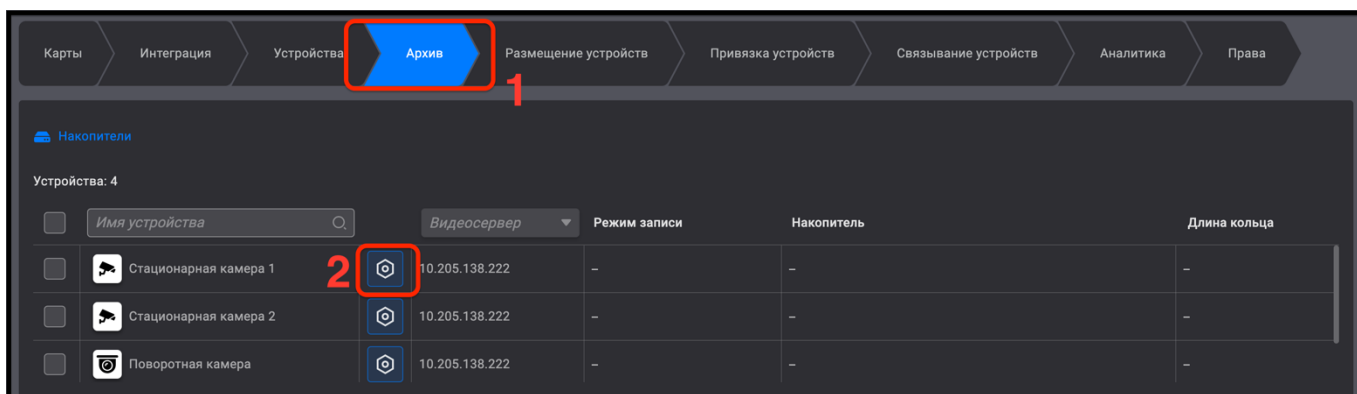 Карты Интеграция Устройства Архив Размещение устройств Привязка устройств Связывание устройств Аналитика Права
1
Накопители
Устройства: 4
Имя устройства Видеосервер Режим записи Накопитель Длина кольца
Стационарная камера 1 2 10.205.138.222 – – –
Стационарная камера 2 10.205.138.222 – – –
Поворотная камера 10.205.138.222 – – –